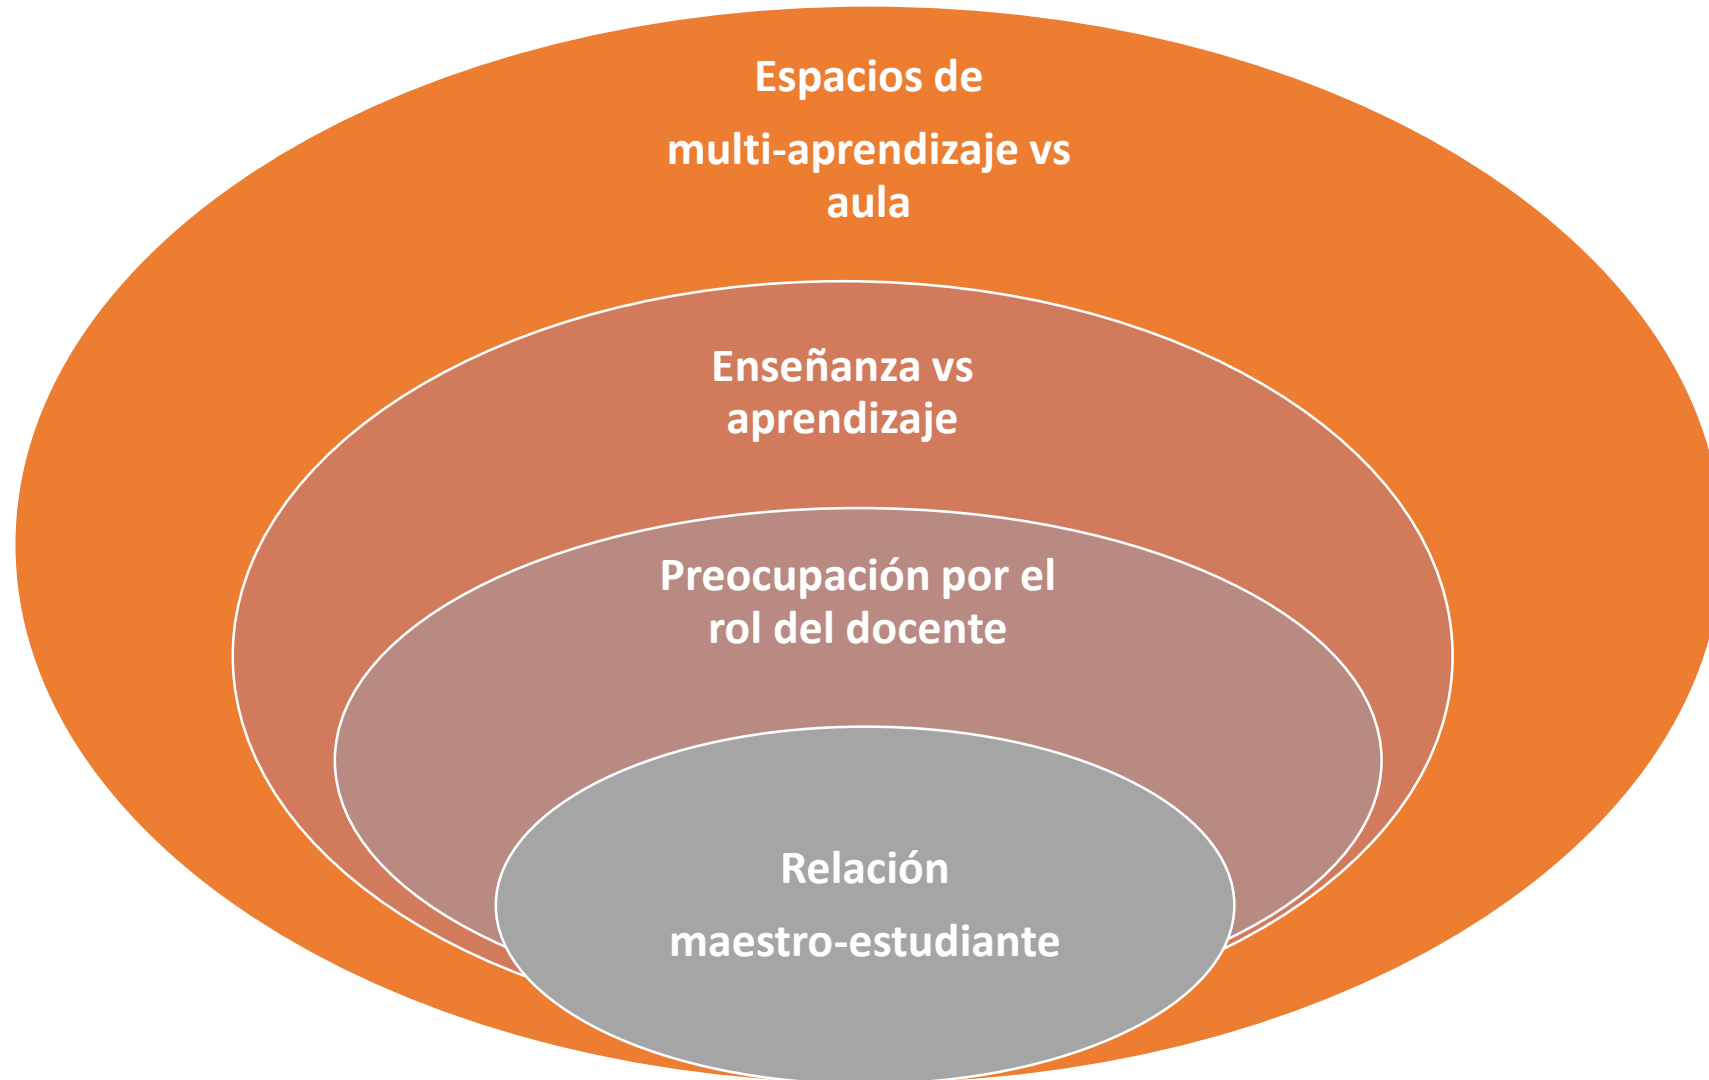 Espacios de
multi-aprendizaje vs
aula
Enseñanza vs
aprendizaje
Preocupación por el
rol del docente
Relación
maestro-estudiante